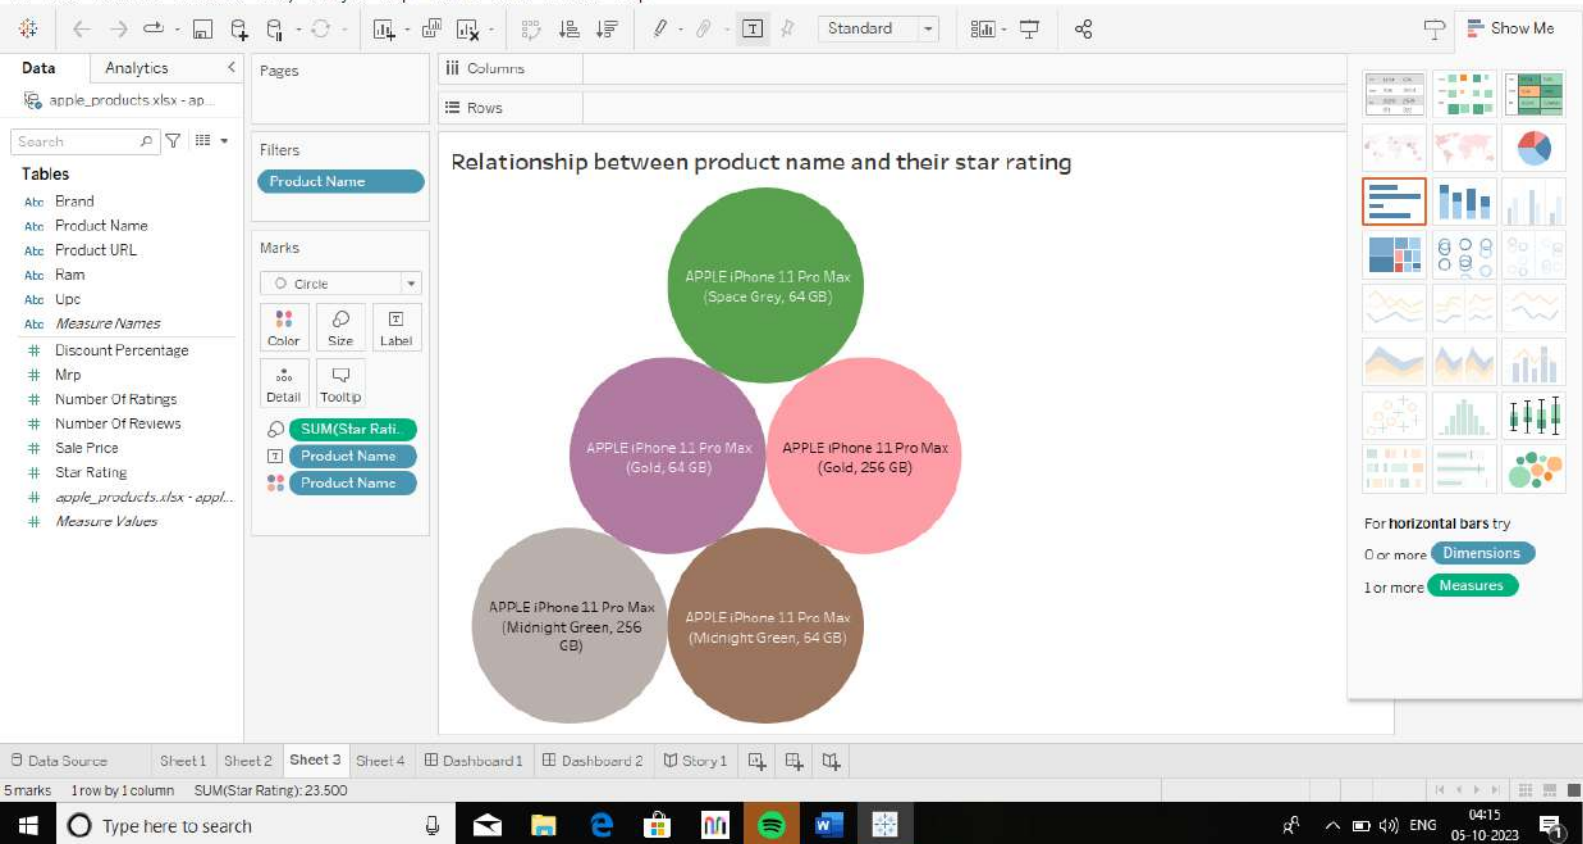 Standard
Show Me
Data
Analytics
Pages
Columns
apple_products.xlsx - ap...
Rows
Search
Filters
Relationship between product name and their star rating
Product Name
Tables
Abc Brand
Abc Product Name
Abc Product URL
Abc Ram
Abc Upc
Abc Measure Names
# Discount Percentage
# Mrp
# Number Of Ratings
# Number Of Reviews
# Sale Price
# Star Rating
# apple_products.xlsx - appl...
# Measure Values
Marks
Circle
Color
Size
Label
Detail
Tooltip
SUM(Star Rati..
Product Name
Product Name
APPLE iPhone 11 Pro Max
(Space Grey, 64 GB)
APPLE iPhone 11 Pro Max
(Gold, 64 GB)
APPLE iPhone 11 Pro Max
(Gold, 256 GB)
APPLE iPhone 11 Pro Max
(Midnight Green, 256
GB)
APPLE iPhone 11 Pro Max
(Midnight Green, 64 GB)
For horizontal bars try
0 or more Dimensions
1 or more Measures
Data Source
Sheet 1
Sheet 2
Sheet 3
Sheet 4
Dashboard 1
Dashboard 2
Story 1
5 marks
1 row by 1 column
SUM(Star Rating): 23.500
Type here to search
ENG
04:15
05-10-2023